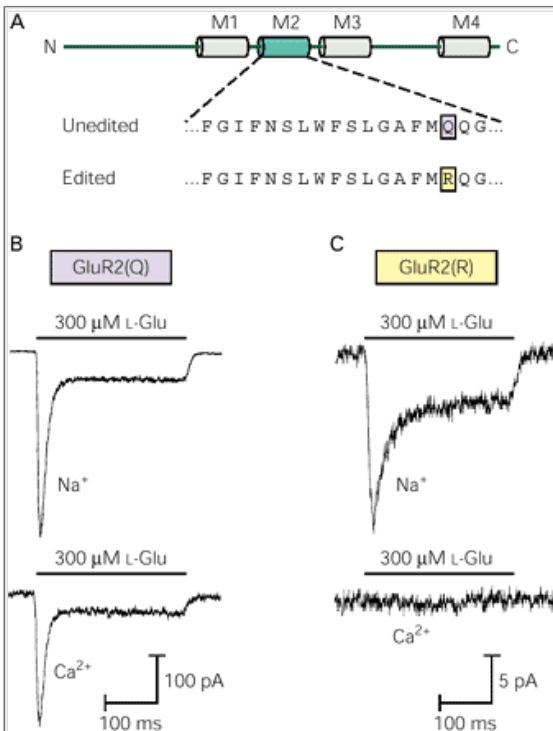 A
M1 M2 M3 M4
N C
Unedited ...F G I F N S L W F S L G A F M Q Q G...
Edited ...F G I F N S L W F S L G A F M R Q G...
B
GluR2(Q)
300 µM L-Glu
Na⁺
300 µM L-Glu
Ca²⁺
100 pA
100 ms
C
GluR2(R)
300 µM L-Glu
Na⁺
300 µM L-Glu
Ca²⁺
5 pA
100 ms